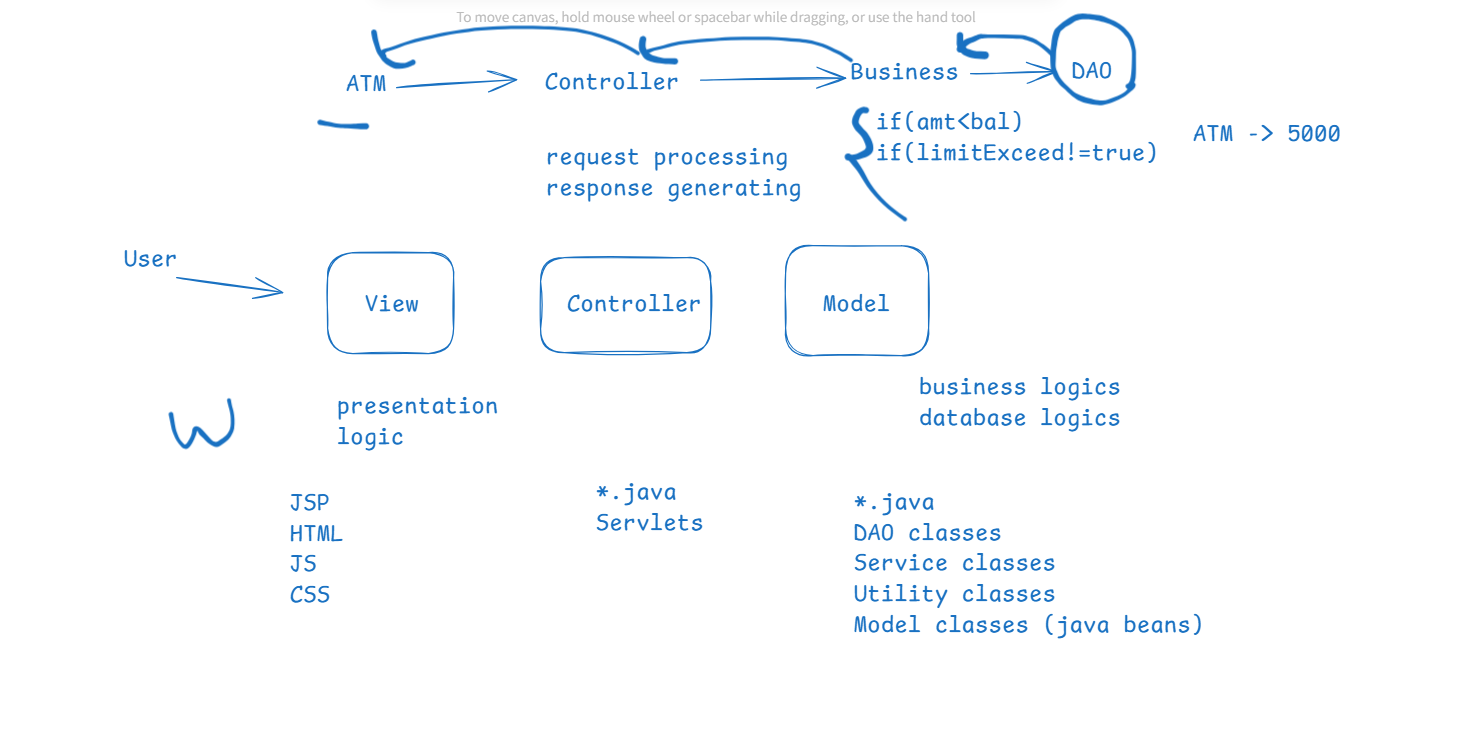 To move canvas, hold mouse wheel or spacebar while dragging, or use the hand tool
ATM
Controller
Business
DAO
if(amt<bal)
if(limitExceed!=true)
ATM -> 5000
request processing
response generating
User
View
Controller
Model
presentation
logic
business logics
database logics
W
JSP
HTML
JS
CSS
*.java
Servlets
*.java
DAO classes
Service classes
Utility classes
Model classes (java beans)